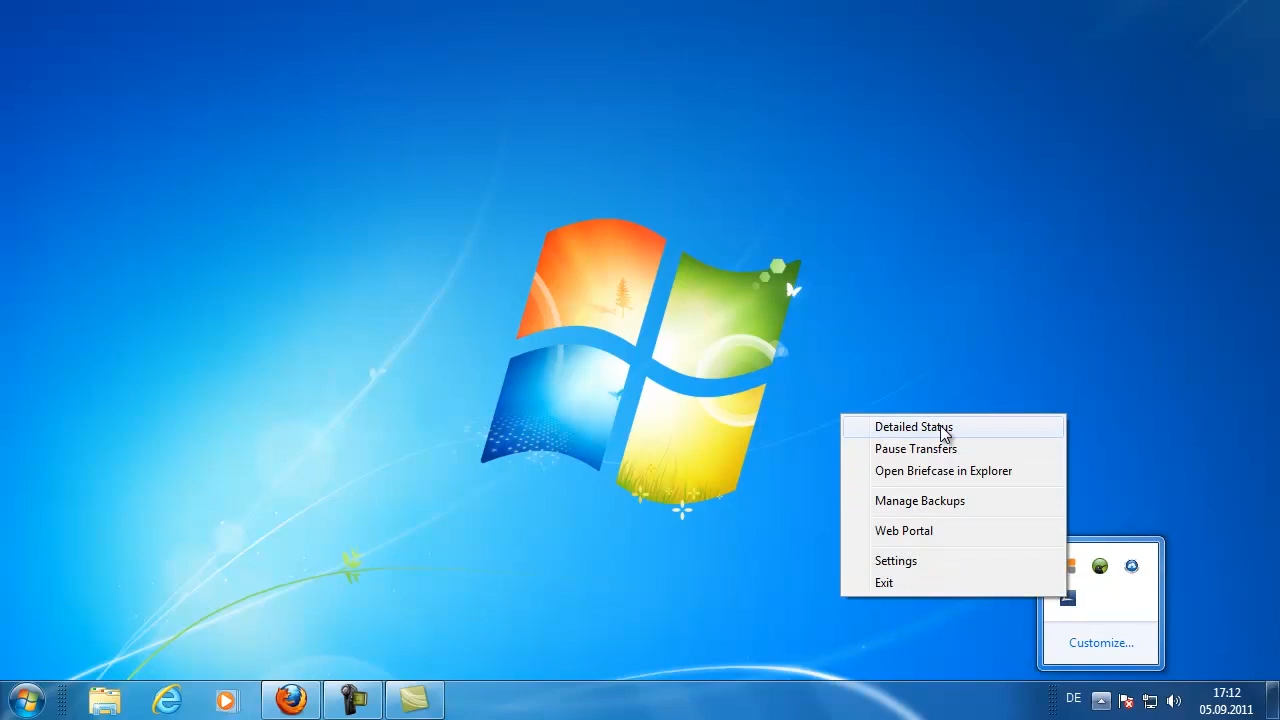 Detailed Status
Pause Transfers
Open Briefcase in Explorer
Manage Backups
Web Portal
Settings
Exit
Customize...
DE
17:12
05.09.2011